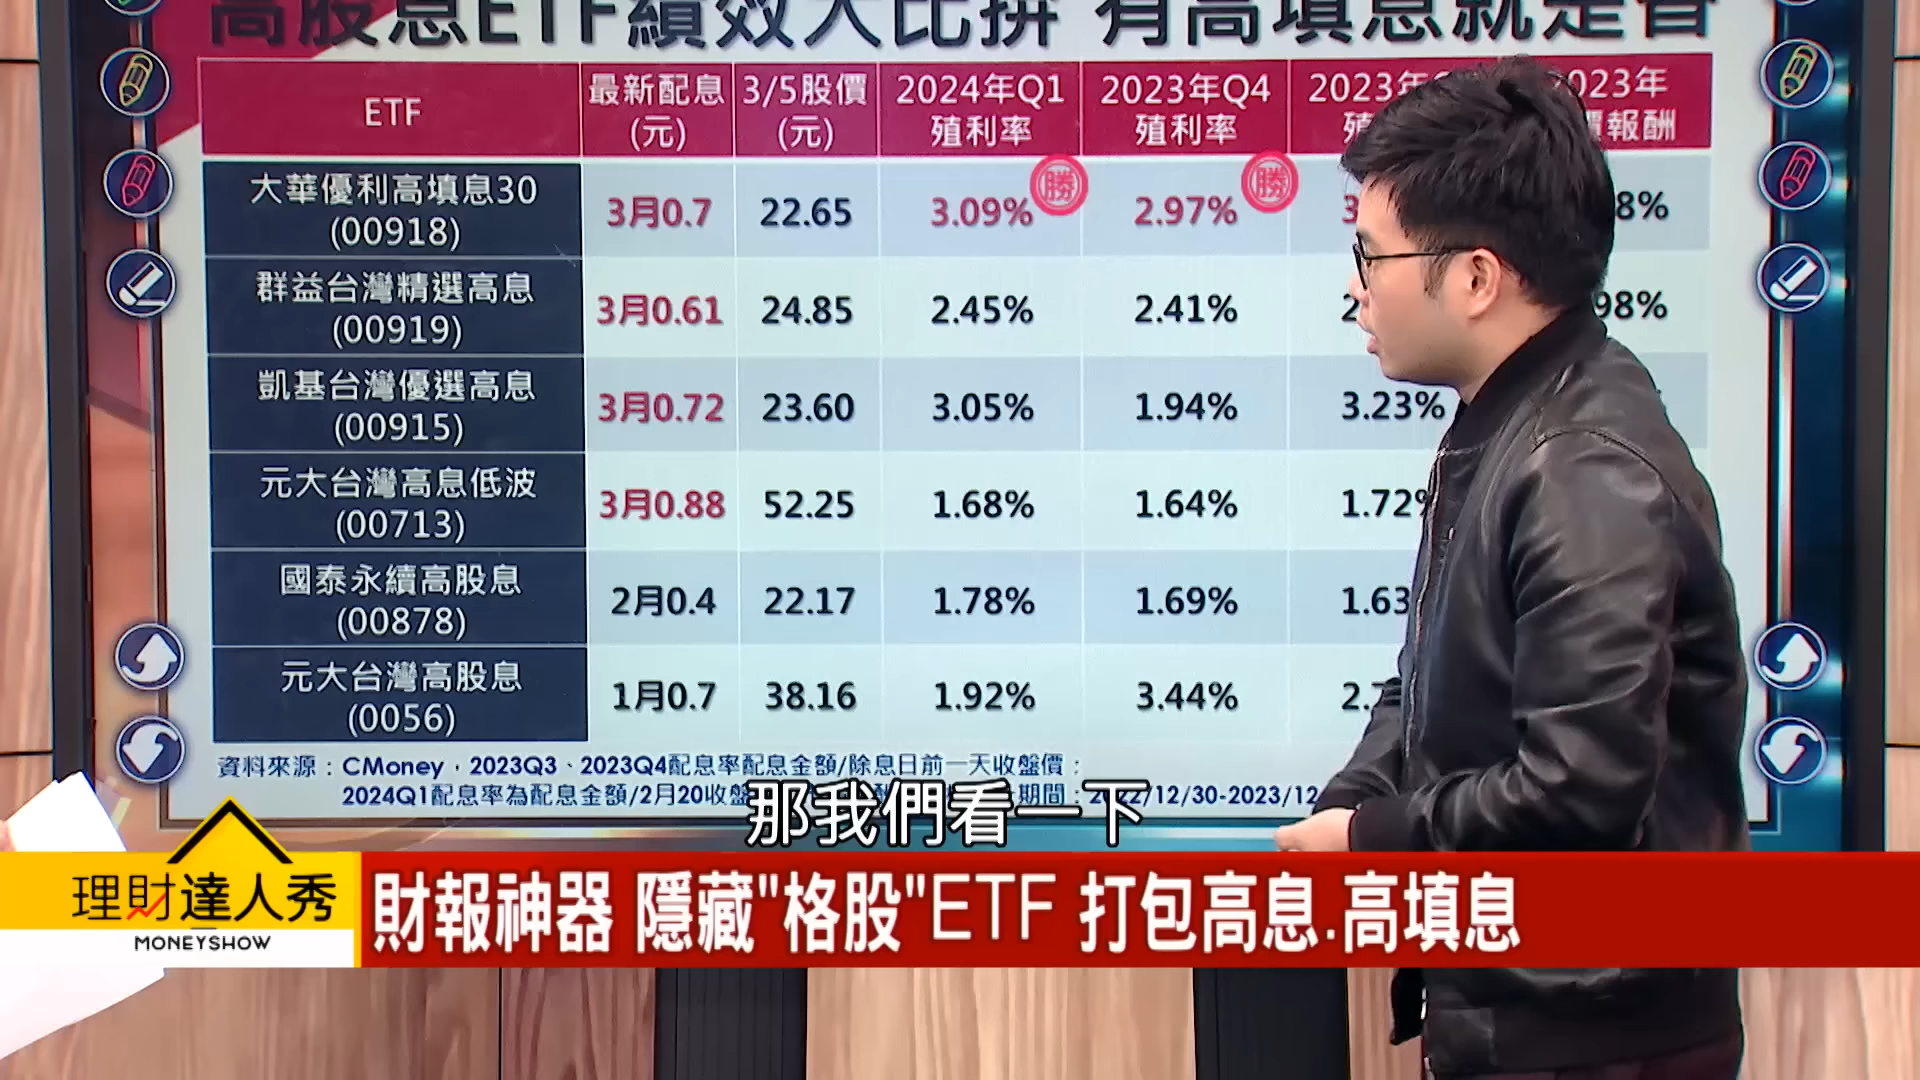 高股息ETF績效大比拼 有高填息就是香
ETF 最新配息 3/5股價 2024年Q1 2023年Q4 2023年 2023年
(元) (元) 殖利率 殖利率 殖 報酬
大華優利高填息30
(00918) 3月0.7 22.65 3.09% 勝 2.97% 勝 3 8%
群益台灣精選高息
(00919) 3月0.61 24.85 2.45% 2.41% 2 98%
凱基台灣優選高息
(00915) 3月0.72 23.60 3.05% 1.94% 3.23%
元大台灣高息低波
(00713) 3月0.88 52.25 1.68% 1.64% 1.72%
國泰永續高股息
(00878) 2月0.4 22.17 1.78% 1.69% 1.63
元大台灣高股息
(0056) 1月0.7 38.16 1.92% 3.44% 2.
資料來源：CMoney，2023Q3、2023Q4配息率配息金額/除息日前一天收盤價；
2024Q1配息率為配息金額/2月20收盤 期間：2022/12/30-2023/12
那我們看一下
理財達人秀
MONEYSHOW
財報神器 隱藏"格股"ETF 打包高息.高填息